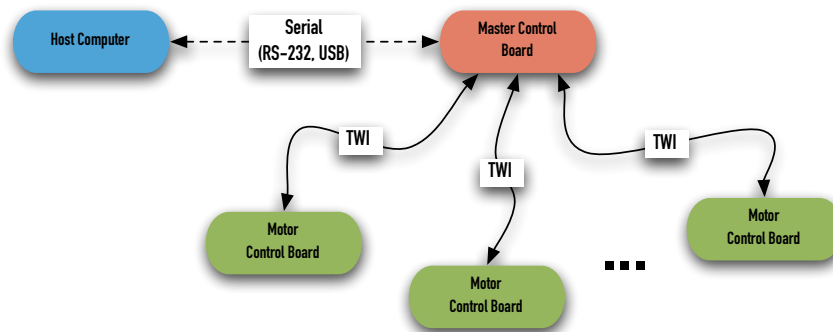 Host Computer
Serial
(RS-232, USB)
Master Control
Board
TWI
TWI
TWI
Motor
Control Board
Motor
Control Board
Motor
Control Board